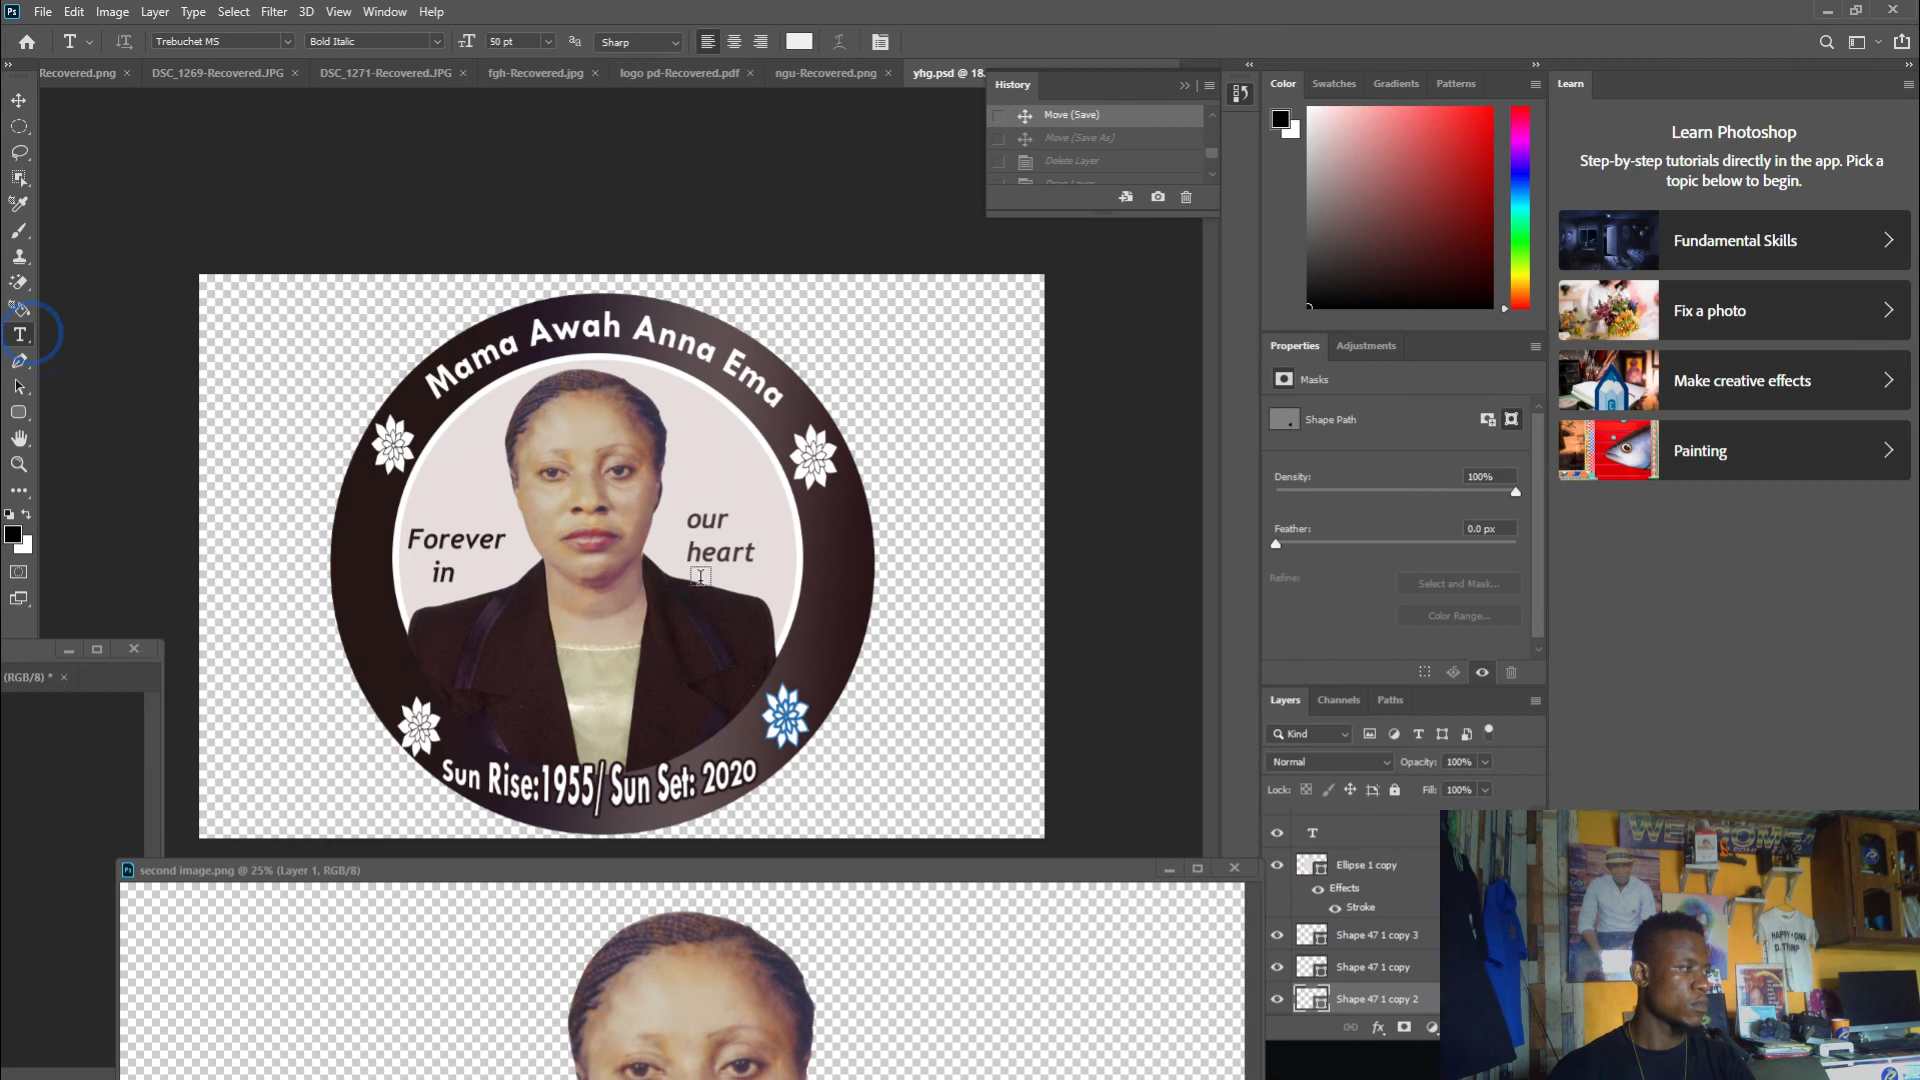 File Edit Image Layer Type Select Filter 3D View Window Help
Trebuchet MS
Bold Italic
50 pt
Sharp
Recovered.png
DSC_1269-Recovered.JPG
DSC_1271-Recovered.JPG
fgh-Recovered.jpg
logo pd-Recovered.pdf
ngu-Recovered.png
yhg.psd @ 18.
History
Move (Save)
Move (Save As)
Delete Layer
Mama Awah Anna Ema
Forever
in
our
heart
Sun Rise:1955/ Sun Set: 2020
(RGB/8) *
second image.png @ 25% (Layer 1, RGB/8)
Color Swatches Gradients Patterns
Properties Adjustments
Masks
Shape Path
Density: 100%
Feather: 0.0 px
Refine:
Select and Mask...
Color Range...
Layers Channels Paths
Kind
Normal
Opacity: 100%
Lock:
Fill: 100%
T
Ellipse 1 copy
Effects
Stroke
Shape 47 1 copy 3
Shape 47 1 copy
Shape 47 1 copy 2
Learn
Learn Photoshop
Step-by-step tutorials directly in the app. Pick a
topic below to begin.
Fundamental Skills
Fix a photo
Make creative effects
Painting
WELCOME
HAPPY
D. TRUMP